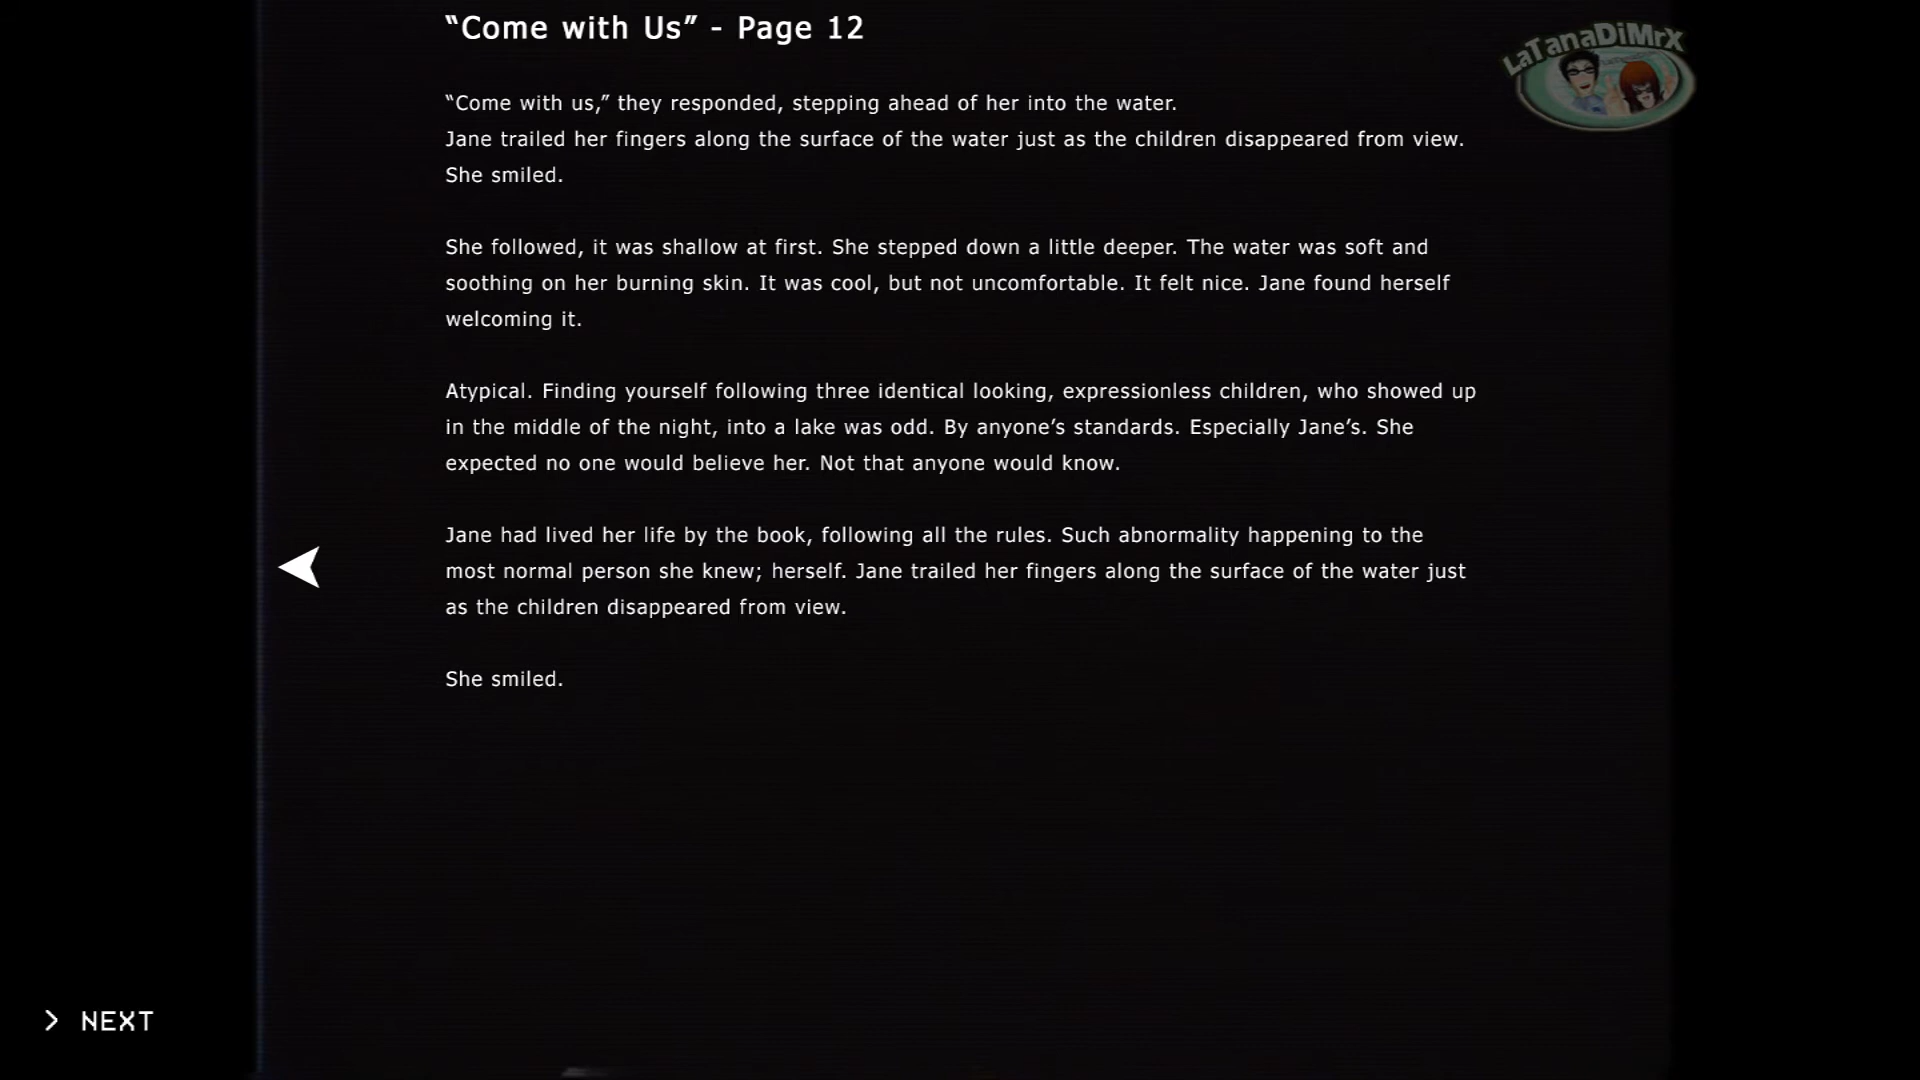 “Come with Us” - Page 12
LaTanaDiMrX
“Come with us,” they responded, stepping ahead of her into the water.
Jane trailed her fingers along the surface of the water just as the children disappeared from view.
She smiled.
She followed, it was shallow at first. She stepped down a little deeper. The water was soft and
soothing on her burning skin. It was cool, but not uncomfortable. It felt nice. Jane found herself
welcoming it.
Atypical. Finding yourself following three identical looking, expressionless children, who showed up
in the middle of the night, into a lake was odd. By anyone’s standards. Especially Jane’s. She
expected no one would believe her. Not that anyone would know.
Jane had lived her life by the book, following all the rules. Such abnormality happening to the
most normal person she knew; herself. Jane trailed her fingers along the surface of the water just
as the children disappeared from view.
She smiled.
> NEXT